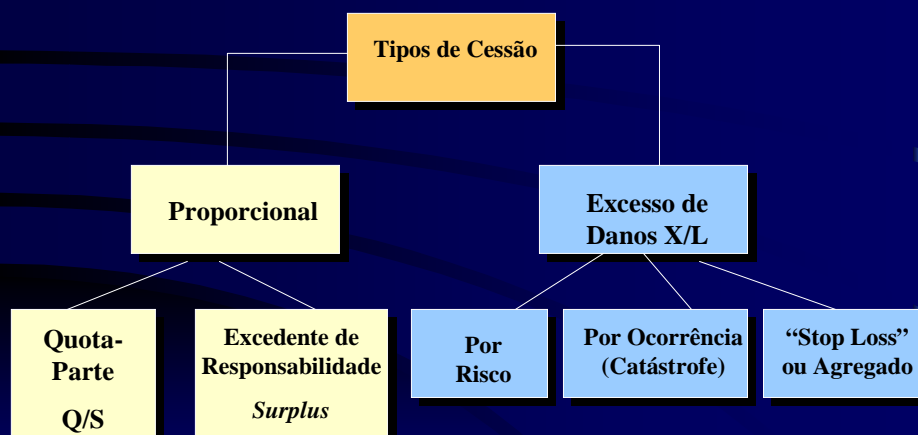 Tipos de Cessão
Proporcional
Excesso de
Danos X/L
Quota-
Parte
Q/S
Excedente de
Responsabilidade
Surplus
Por
Risco
Por Ocorrência
(Catástrofe)
“Stop Loss”
ou Agregado